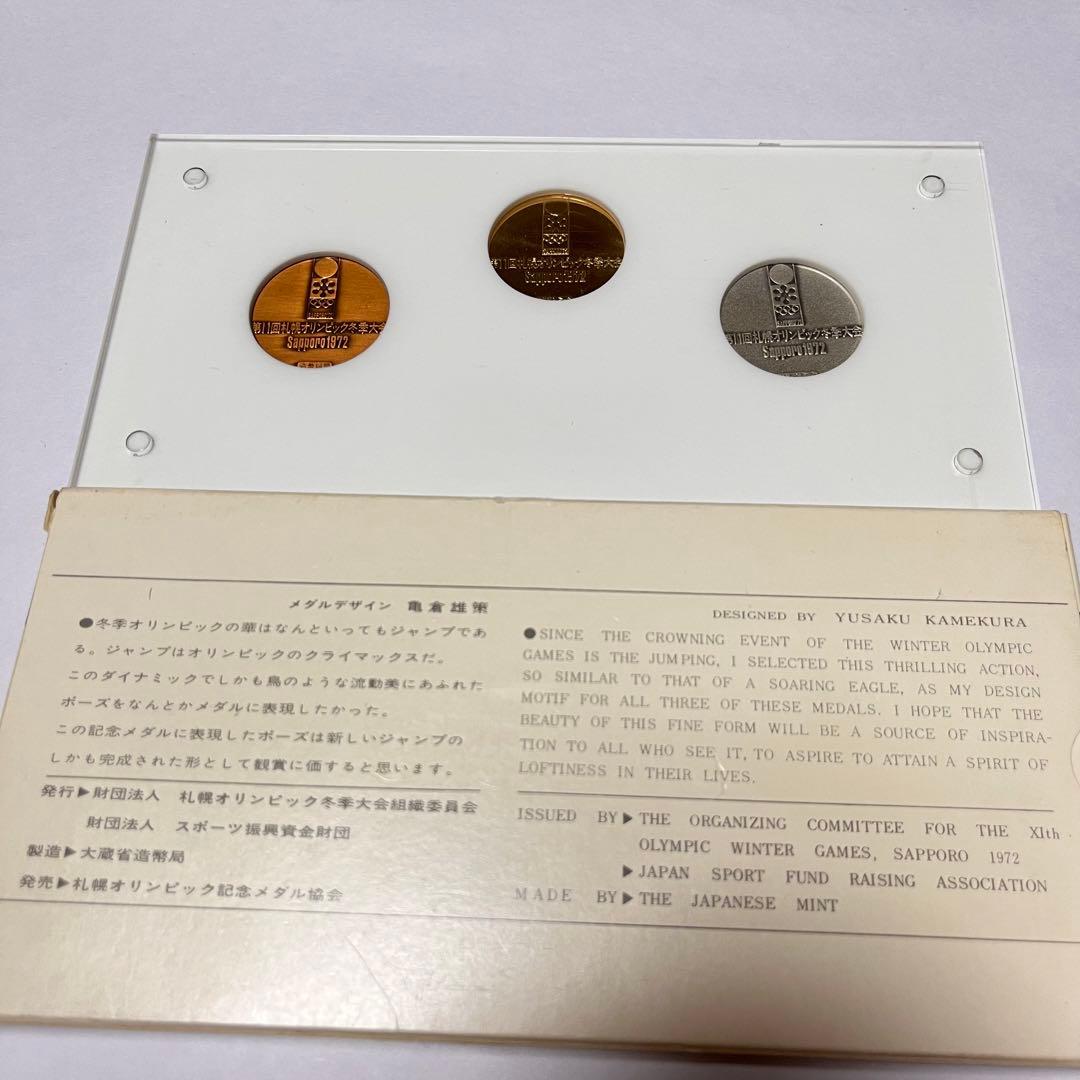 第11回札幌オリンピック冬季大会
Sapporo1972
第11回札幌オリンピック冬季大会
Sapporo1972
第11回札幌オリンピック冬季大会
Sapporo1972
メダルデザイン 亀倉雄策
●冬季オリンピックの華はなんといってもジャンプであ
る。ジャンプはオリンピックのクライマックスだ。
このダイナミックでしかも鳥のような流動美にあふれた
ポーズをなんとかメダルに表現したかった。
この記念メダルに表現したポーズは新しいジャンプの
しかも完成された形として観賞に価すると思います。
発行▶財団法人 札幌オリンピック冬季大会組織委員会
財団法人 スポーツ振興資金財団
製造▶大蔵省造幣局
発売▶札幌オリンピック記念メダル協会
DESIGNED BY YUSAKU KAMEKURA
●SINCE THE CROWNING EVENT OF THE WINTER OLYMPIC
GAMES IS THE JUMPING, I SELECTED THIS THRILLING ACTION,
SO SIMILAR TO THAT OF A SOARING EAGLE, AS MY DESIGN
MOTIF FOR ALL THREE OF THESE MEDALS. I HOPE THAT THE
BEAUTY OF THIS FINE FORM WILL BE A SOURCE OF INSPIRA-
TION TO ALL WHO SEE IT, TO ASPIRE TO ATTAIN A SPIRIT OF
LOFTINESS IN THEIR LIVES.
ISSUED BY▶THE ORGANIZING COMMITTEE FOR THE XIth
OLYMPIC WINTER GAMES, SAPPORO 1972
▶JAPAN SPORT FUND RAISING ASSOCIATION
MADE BY▶THE JAPANESE MINT